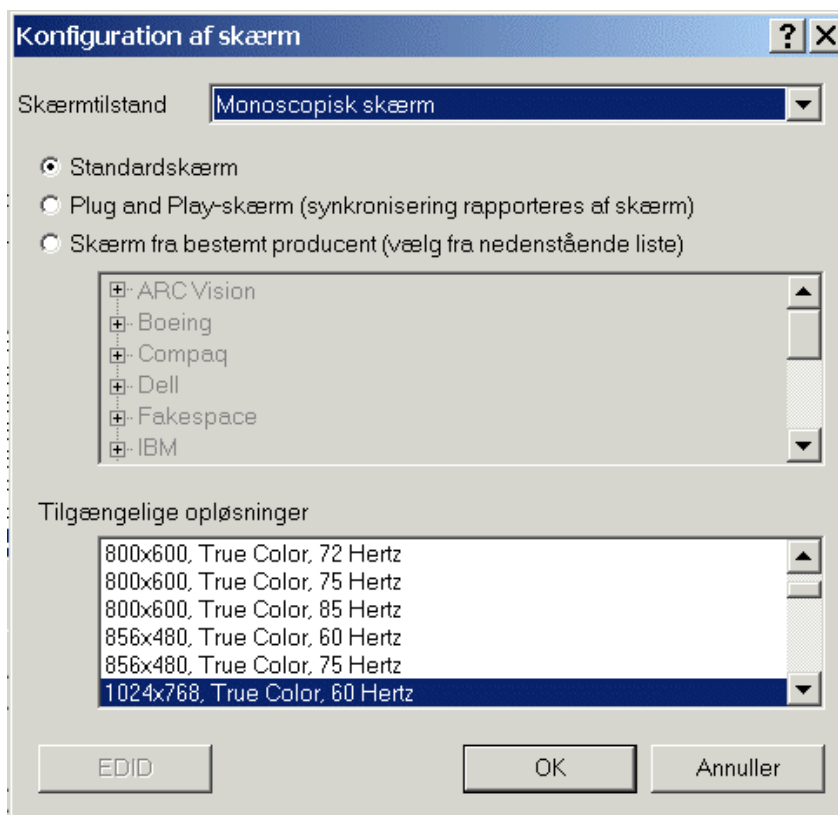 Konfiguration af skærm
Skærmtilstand Monoscopisk skærm
Standardskærm
Plug and Play-skærm (synkronisering rapporteres af skærm)
Skærm fra bestemt producent (vælg fra nedenstående liste)
ARC Vision
Boeing
Compaq
Dell
Fakespace
IBM
Tilgængelige opløsninger
800x600, True Color, 72 Hertz
800x600, True Color, 75 Hertz
800x600, True Color, 85 Hertz
856x480, True Color, 60 Hertz
856x480, True Color, 75 Hertz
1024x768, True Color, 60 Hertz
EDID OK Annuller